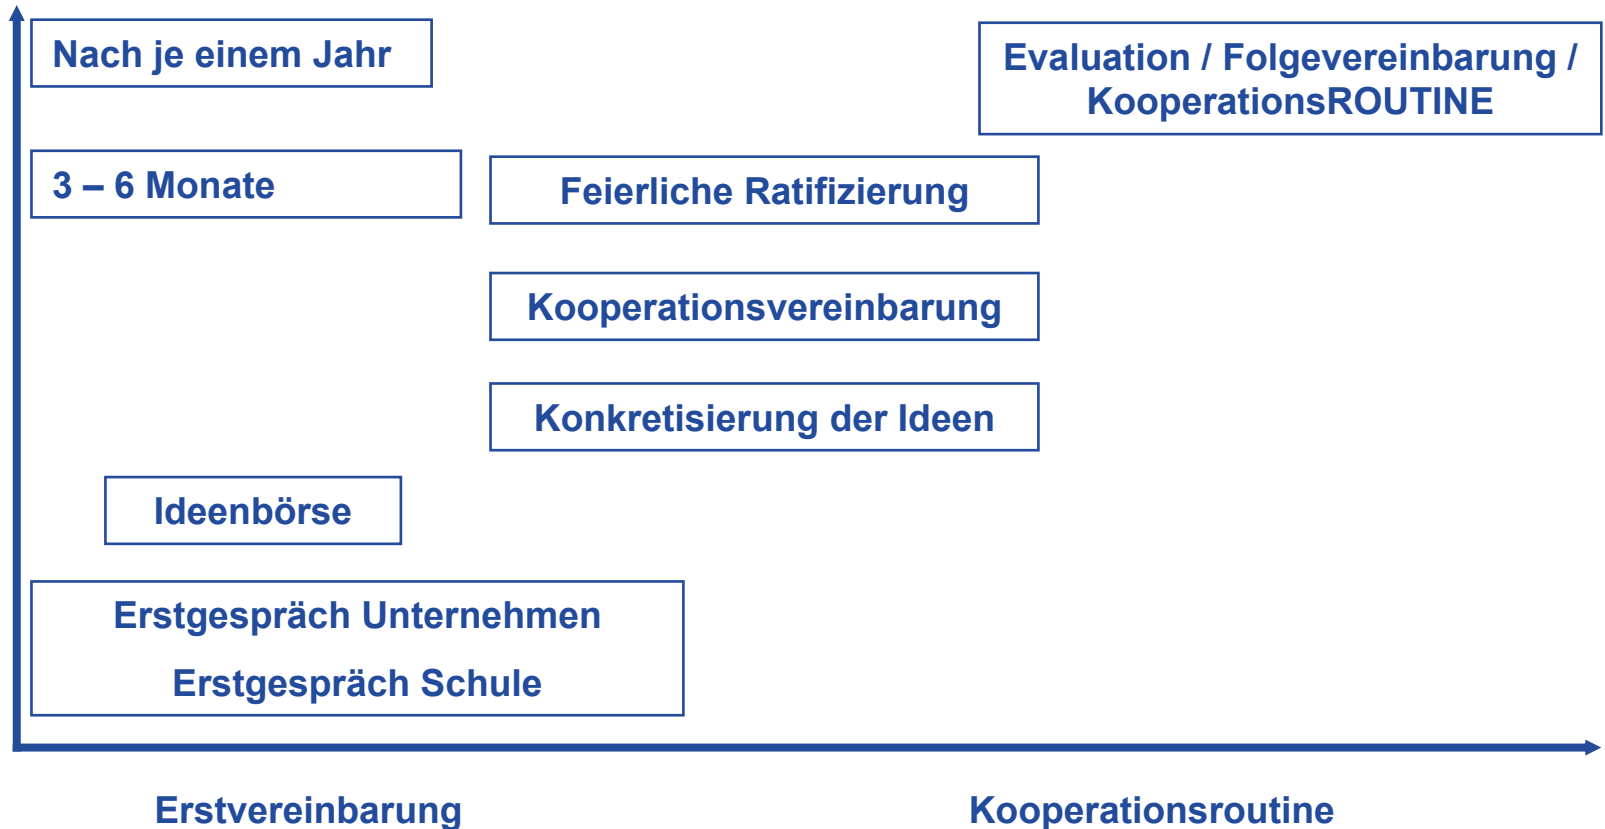 Nach je einem Jahr
Evaluation / Folgevereinbarung /
KooperationsROUTINE
3 – 6 Monate
Feierliche Ratifizierung
Kooperationsvereinbarung
Konkretisierung der Ideen
Ideenbörse
Erstgespräch Unternehmen
Erstgespräch Schule
Erstvereinbarung
Kooperationsroutine